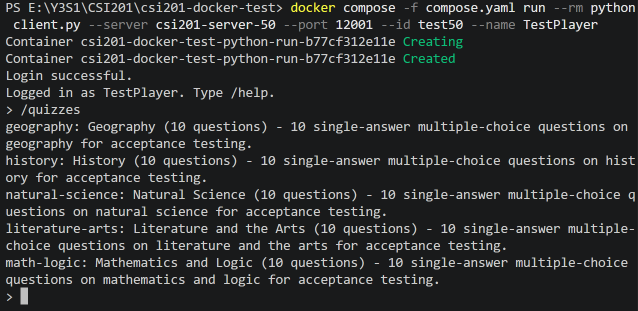 PS E:\Y3S1\CSI201\csi201-docker-test> docker compose -f compose.yaml run --rm python
 client.py --server csi201-server-50 --port 12001 --id test50 --name TestPlayer
Container csi201-docker-test-python-run-b77cf312e11e Creating
Container csi201-docker-test-python-run-b77cf312e11e Created
Login successful.
Logged in as TestPlayer. Type /help.
> /quizzes
geography: Geography (10 questions) - 10 single-answer multiple-choice questions on
geography for acceptance testing.
history: History (10 questions) - 10 single-answer multiple-choice questions on hist
ory for acceptance testing.
natural-science: Natural Science (10 questions) - 10 single-answer multiple-choice q
uestions on natural science for acceptance testing.
literature-arts: Literature and the Arts (10 questions) - 10 single-answer multiple-
choice questions on literature and the arts for acceptance testing.
math-logic: Mathematics and Logic (10 questions) - 10 single-answer multiple-choice
questions on mathematics and logic for acceptance testing.
>